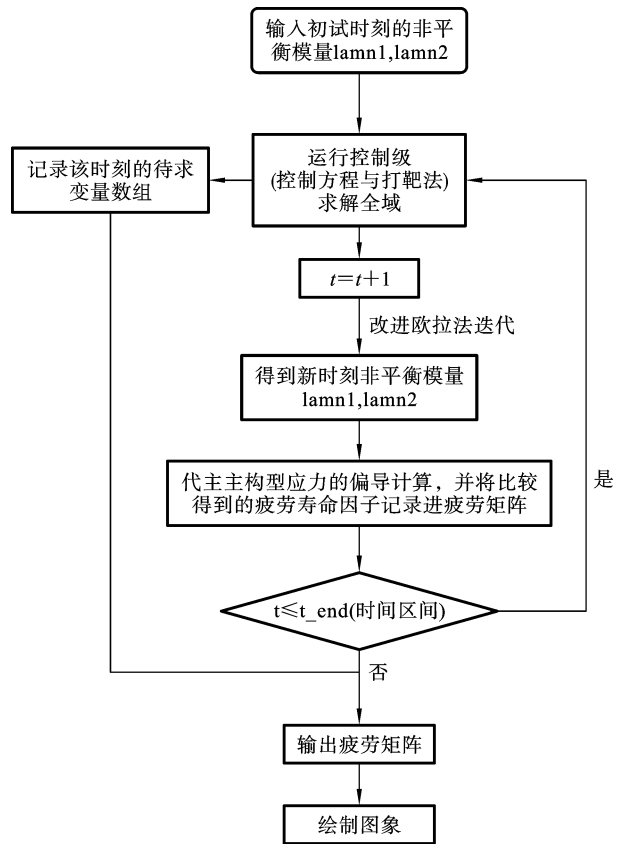 输入初试时刻的非平
衡模量lamn1,lamn2
运行控制级
(控制方程与打靶法)
求解全域
记录该时刻的待求
变量数组
t=t+1
改进欧拉法迭代
得到新时刻非平衡模量
lamn1,lamn2
代主主构型应力的偏导计算，并将比较
得到的疲劳寿命因子记录进疲劳矩阵
是
t≤t_end(时间区间)
否
输出疲劳矩阵
绘制图象